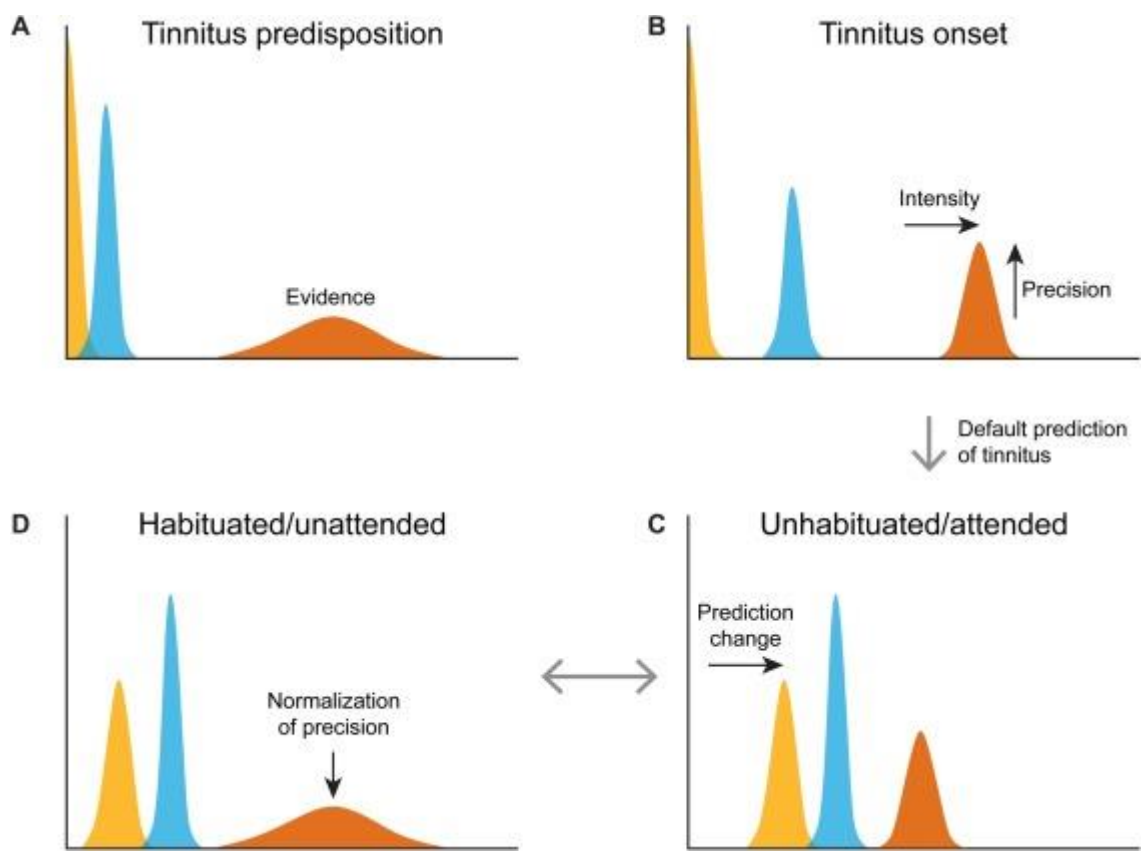 A
Tinnitus predisposition
Evidence
B
Tinnitus onset
Intensity
Precision
Default prediction
of tinnitus
D
Habituated/unattended
Normalization
of precision
C
Unhabituated/attended
Prediction
change